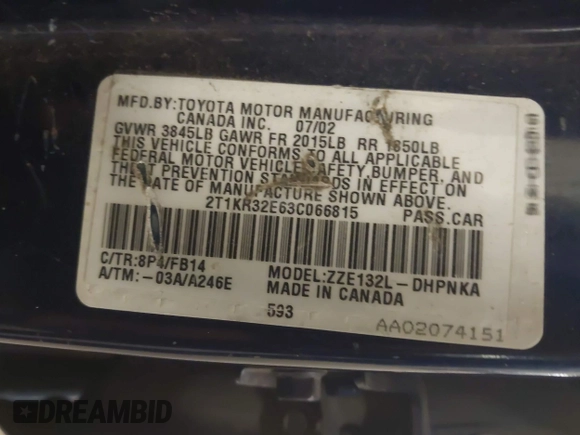 MFD.BY:TOYOTA MOTOR MANUFACTURING
CANADA INC. 07/02
GVWR 3845LB GAWR FR 2015LB RR 1850LB
THIS VEHICLE CONFORMS TO ALL APPLICABLE
FEDERAL MOTOR VEHICLE SAFETY,BUMPER, AND
THEFT PREVENTION STANDARDS IN EFFECT ON
THE DATE OF MANUFACTURE SHOWN ABOVE.
2T1KR32E63C066815 PASS.CAR
C/TR:8P4/FB14
A/TM:-03A/A246E
MODEL:ZZE132L-DHPNKA
MADE IN CANADA
593
AA02074151
DREAMBID